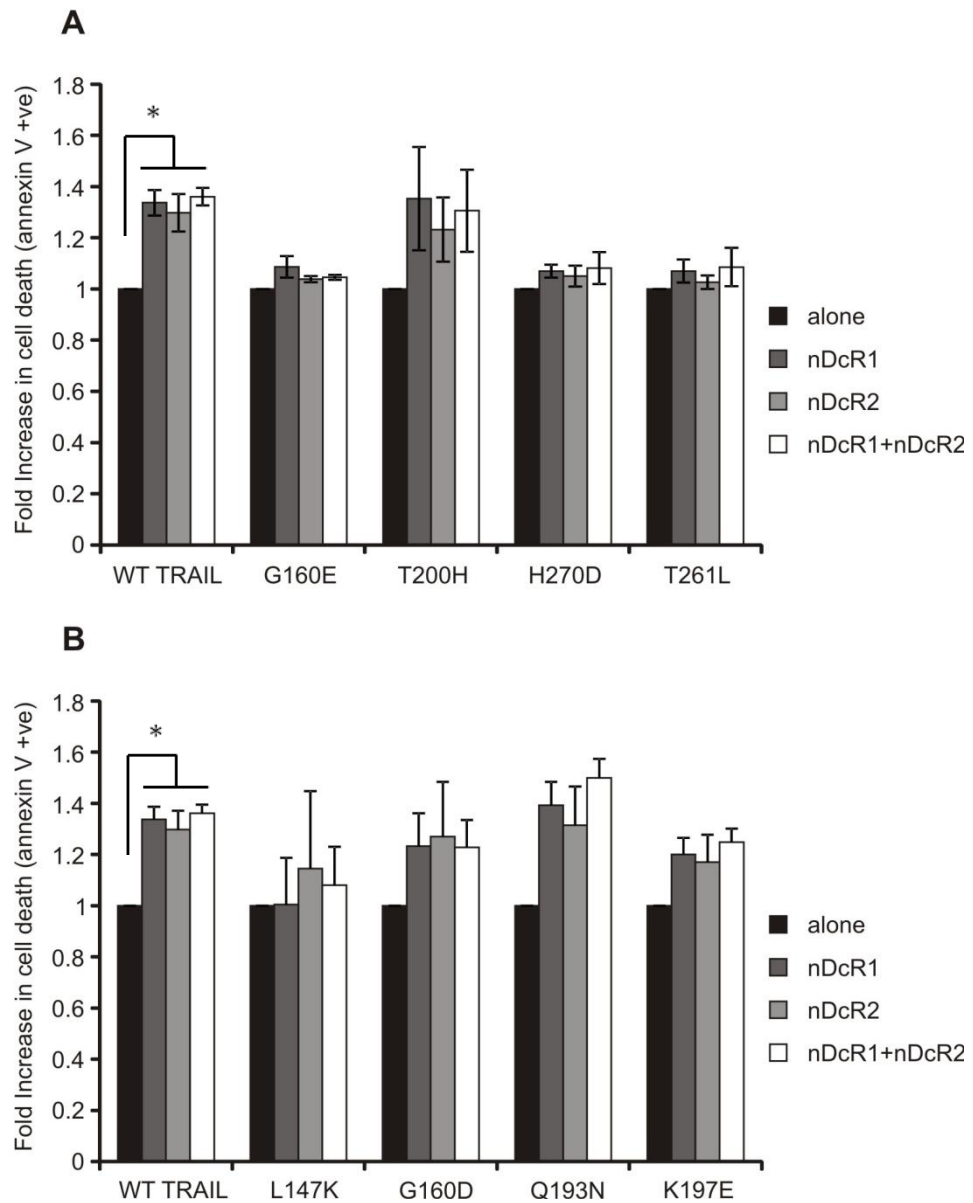 A
Fold Increase in cell death (annexin V +ve)
1.8
1.6
1.4
1.2
1
0.8
0.6
0.4
0.2
0
*
WT TRAIL G160E T200H H270D T261L
alone
nDcR1
nDcR2
nDcR1+nDcR2
B
Fold Increase in cell death (annexin V +ve)
1.8
1.6
1.4
1.2
1
0.8
0.6
0.4
0.2
0
*
WT TRAIL L147K G160D Q193N K197E
alone
nDcR1
nDcR2
nDcR1+nDcR2